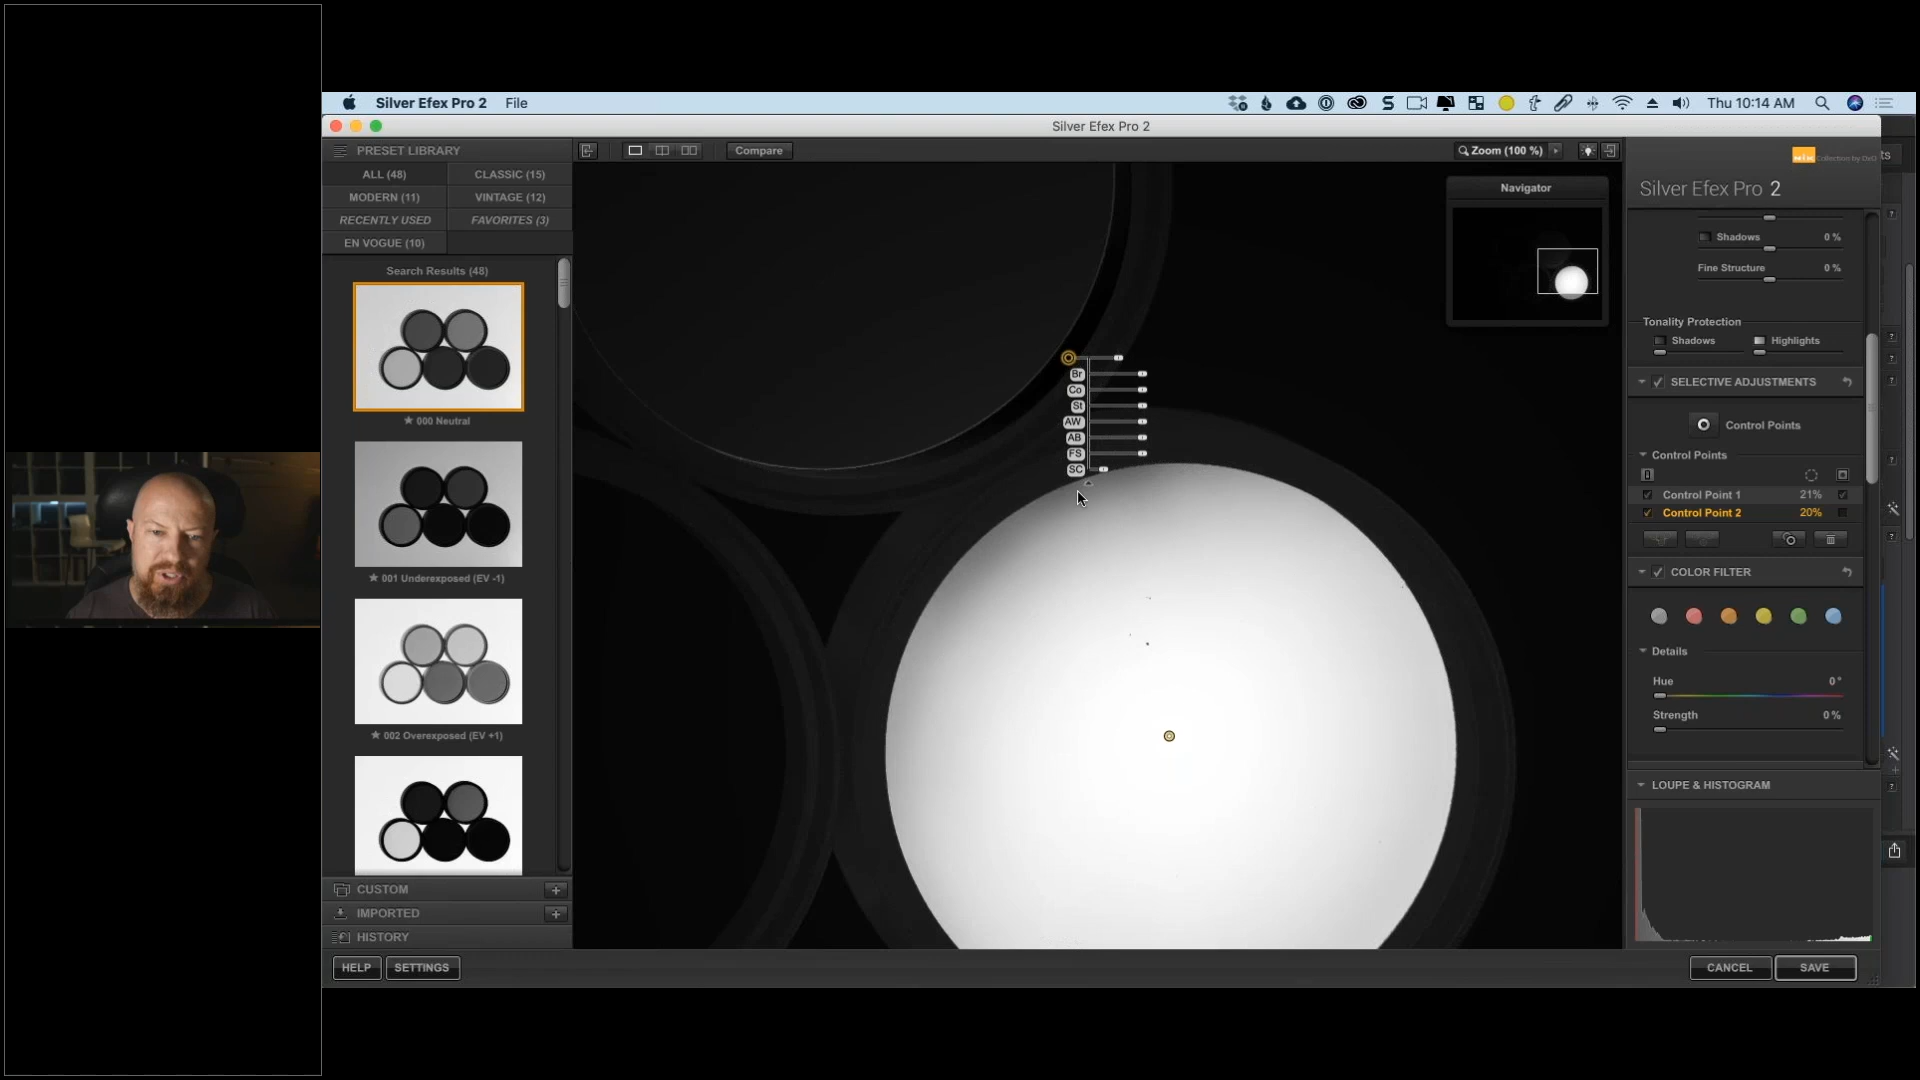 Silver Efex Pro 2 File
Thu 10:14 AM
Silver Efex Pro 2
PRESET LIBRARY
Compare
Zoom (100 %)
Collection by DxO
ts
ALL (48)
CLASSIC (15)
MODERN (11)
VINTAGE (12)
RECENTLY USED
FAVORITES (3)
EN VOGUE (10)
Search Results (48)
000 Neutral
001 Underexposed (EV -1)
002 Overexposed (EV +1)
CUSTOM
IMPORTED
HISTORY
HELP
SETTINGS
Navigator
Br
Co
St
AW
AB
FS
SC
Silver Efex Pro 2
Shadows 0 %
Fine Structure 0 %
Tonality Protection
Shadows
Highlights
SELECTIVE ADJUSTMENTS
Control Points
Control Points
Control Point 1 21%
Control Point 2 20%
COLOR FILTER
Details
Hue 0°
Strength 0 %
LOUPE & HISTOGRAM
CANCEL
SAVE